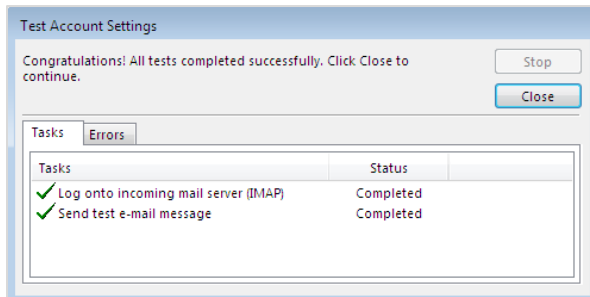 Test Account Settings
Congratulations! All tests completed successfully. Click Close to
continue.
Stop
Close
Tasks
Errors
Tasks Status
Log onto incoming mail server (IMAP) Completed
Send test e-mail message Completed